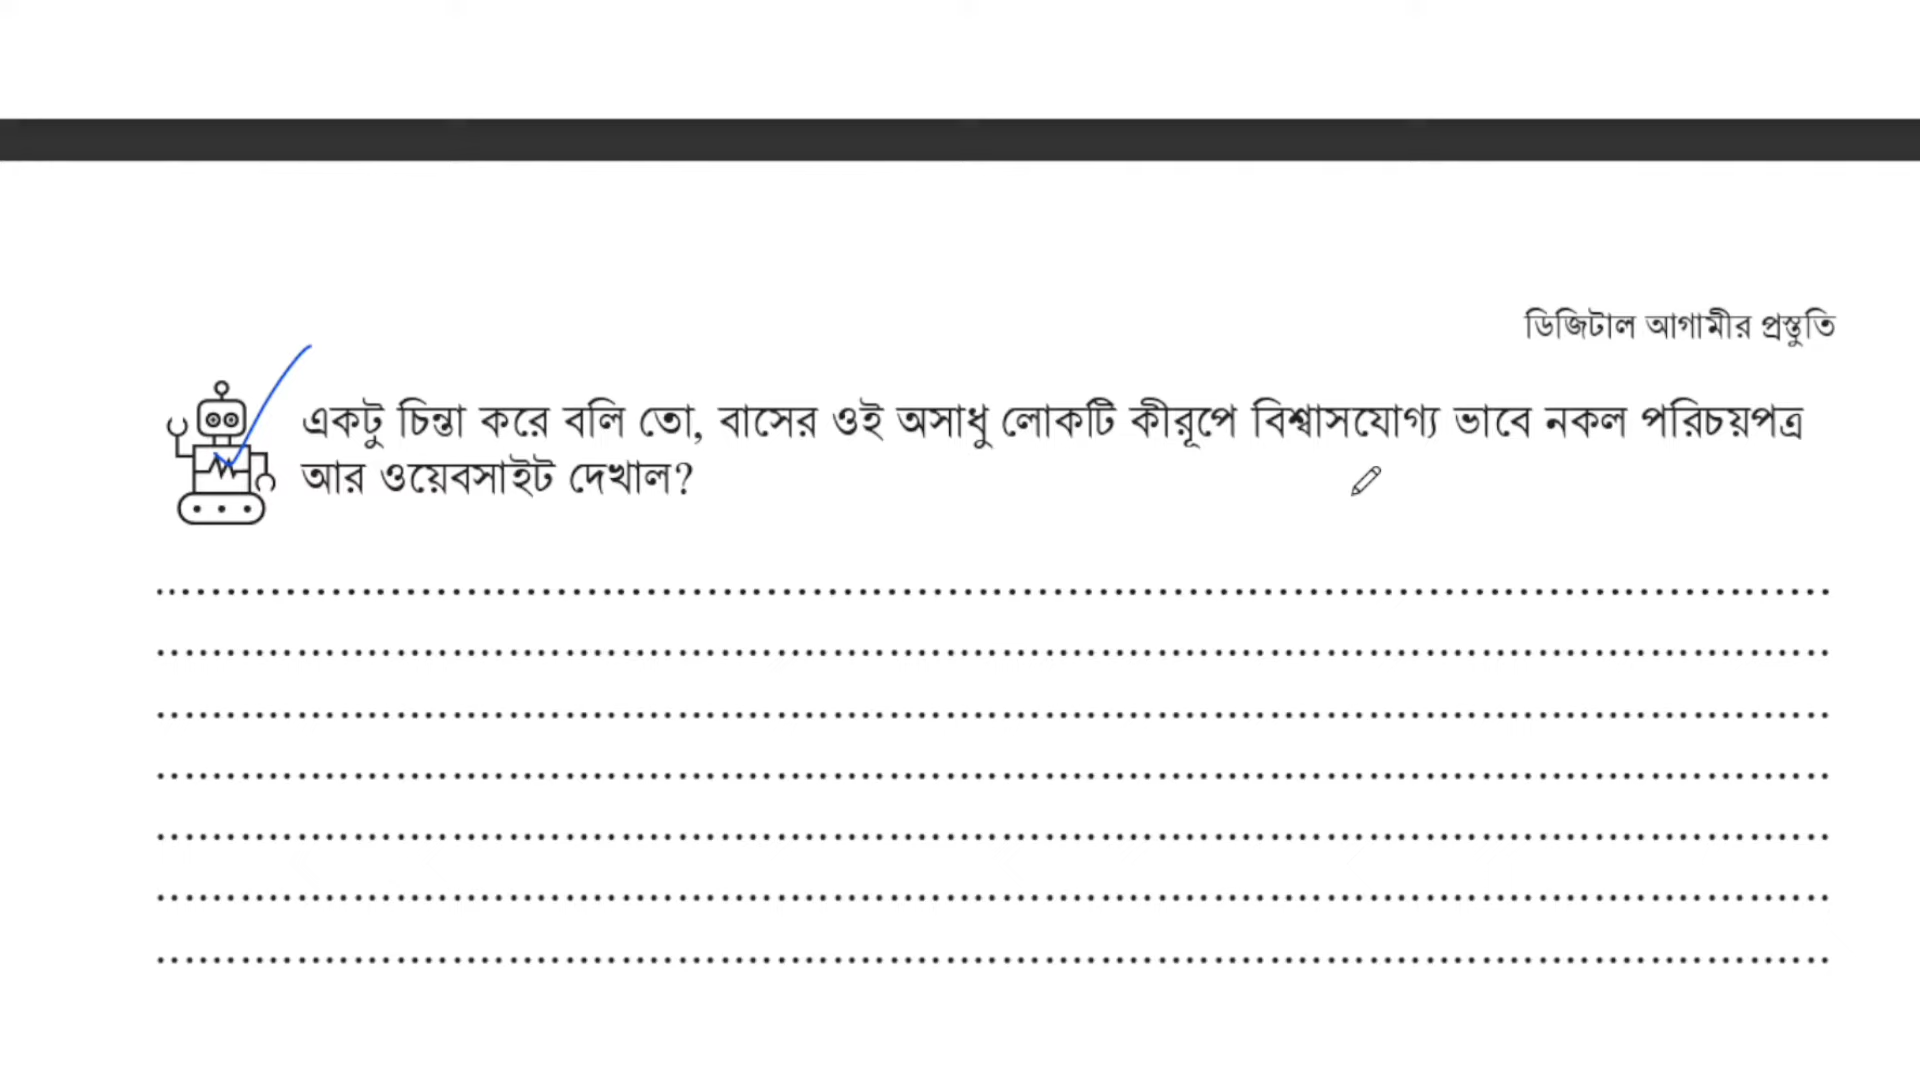 ডিজিটাল আগামীর প্রস্তুতি
একটু চিন্তা করে বলি তো, বাসের ওই অসাধু লোকটি কীরূপে বিশ্বাসযোগ্য ভাবে নকল পরিচয়পত্র
আর ওয়েবসাইট দেখাল?